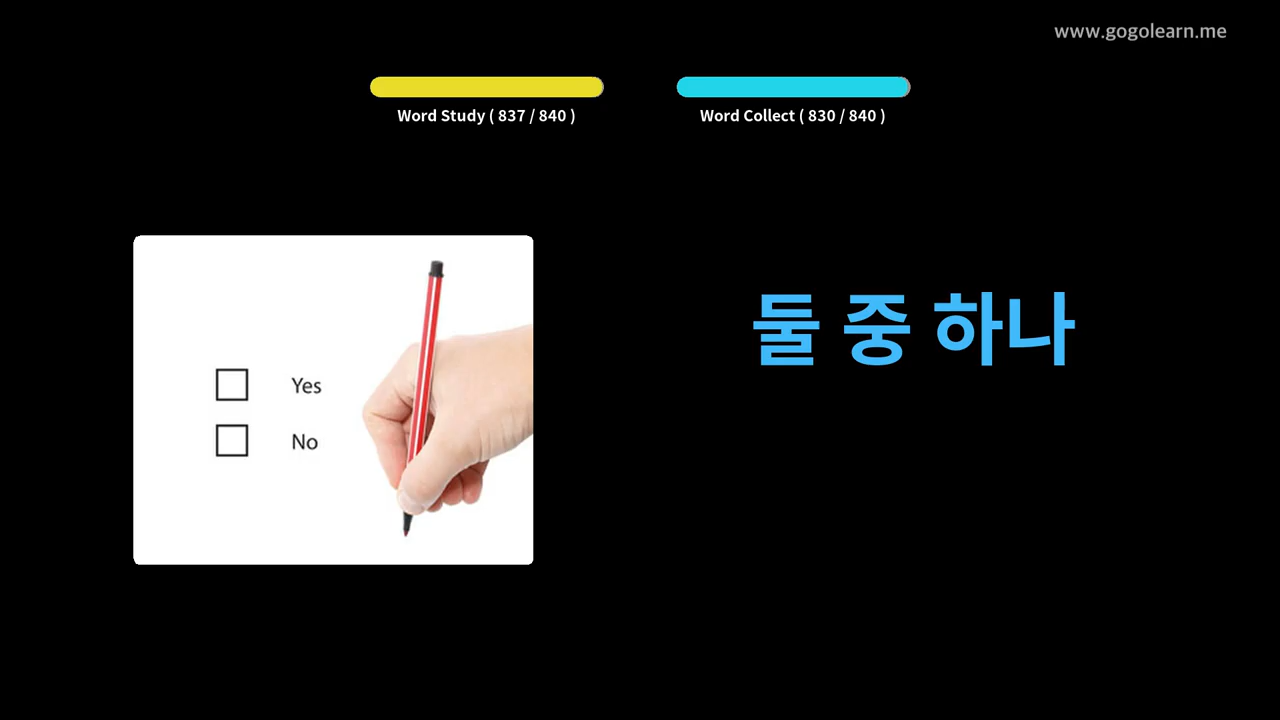 www.gogolearn.me
Word Study ( 837 / 840 )
Word Collect ( 830 / 840 )
Yes
No
둘 중 하나